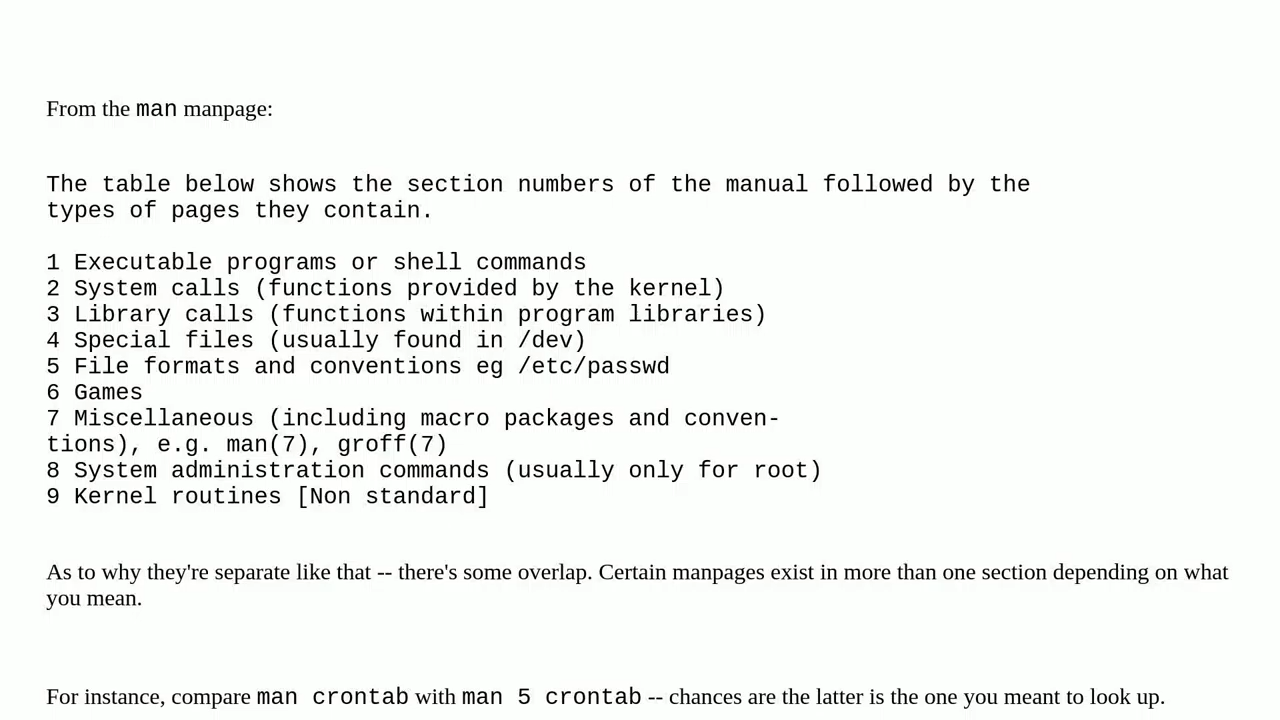 From the man manpage:
The table below shows the section numbers of the manual followed by the
types of pages they contain.
1 Executable programs or shell commands
2 System calls (functions provided by the kernel)
3 Library calls (functions within program libraries)
4 Special files (usually found in /dev)
5 File formats and conventions eg /etc/passwd
6 Games
7 Miscellaneous (including macro packages and conven-
tions), e.g. man(7), groff(7)
8 System administration commands (usually only for root)
9 Kernel routines [Non standard]
As to why they're separate like that -- there's some overlap. Certain manpages exist in more than one section depending on what
you mean.
For instance, compare man crontab with man 5 crontab -- chances are the latter is the one you meant to look up.